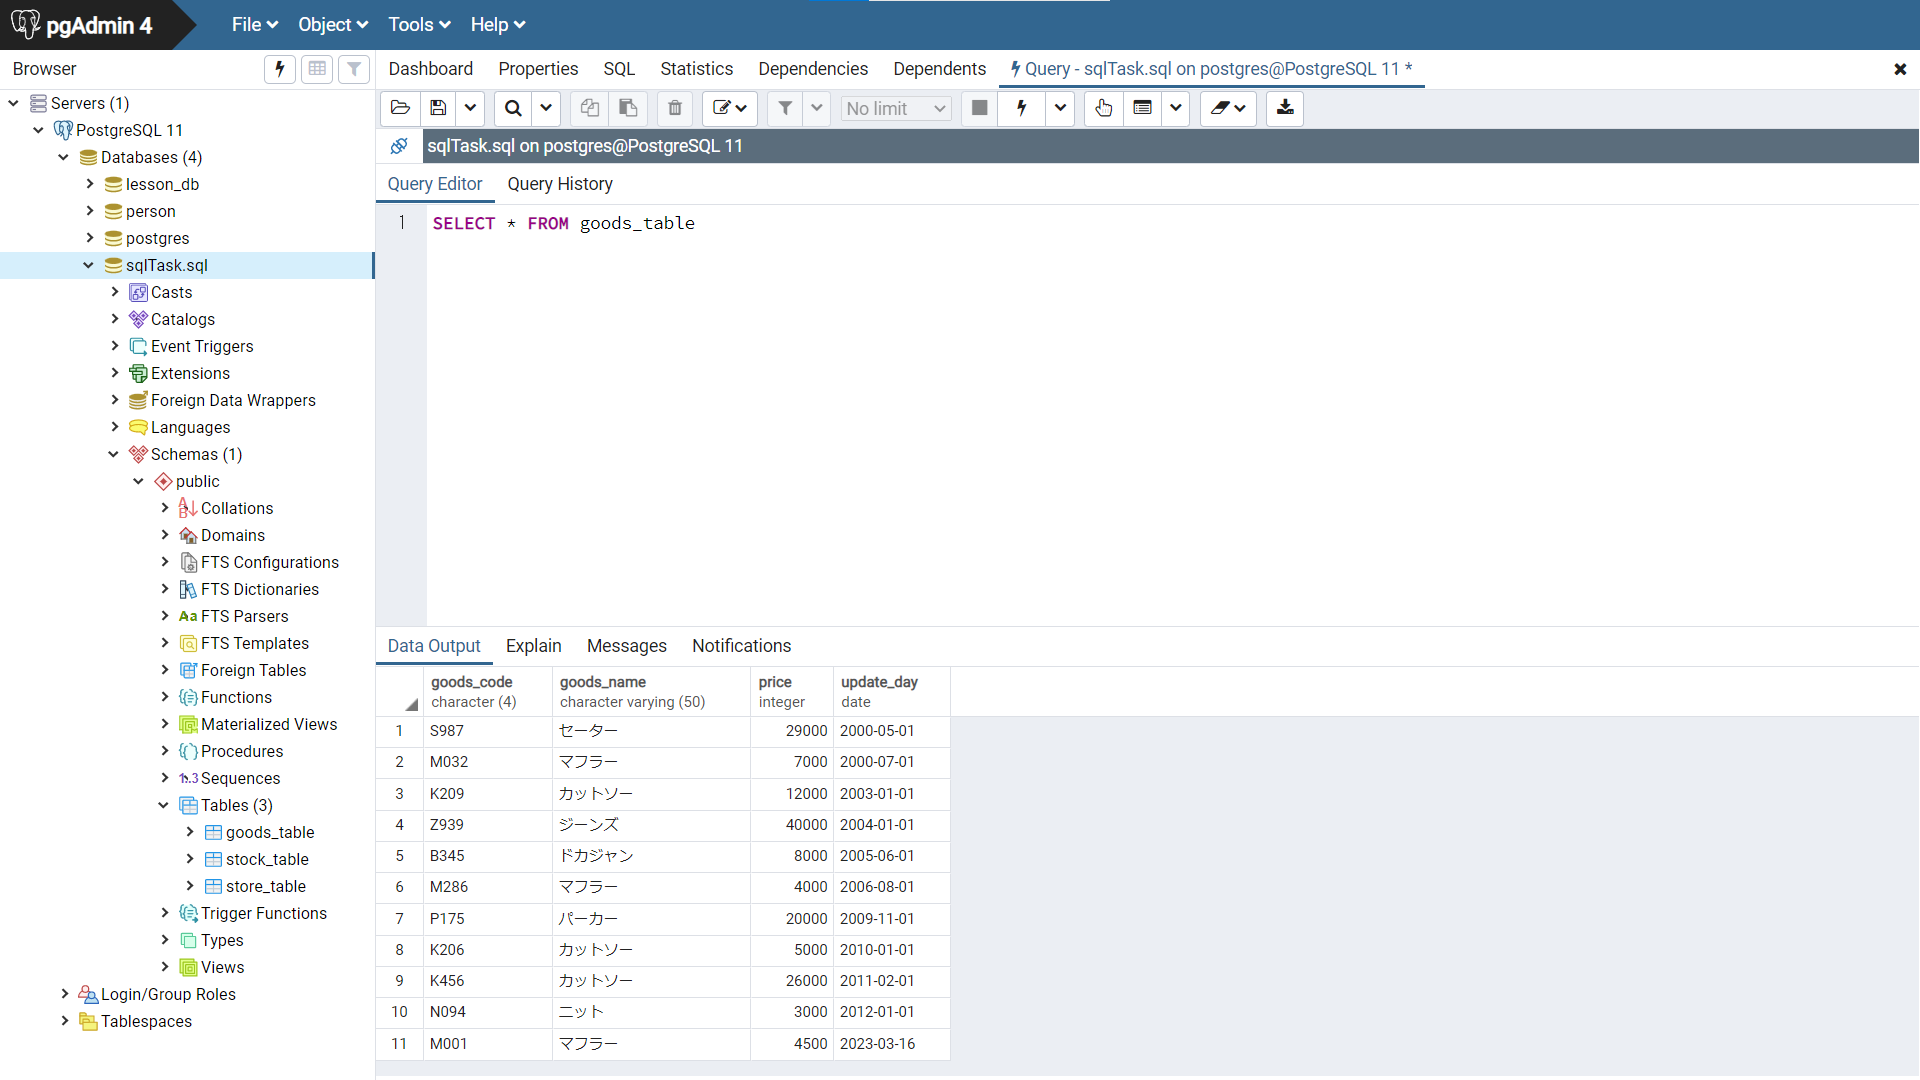 pgAdmin 4
File Object Tools Help
Browser
Dashboard Properties SQL Statistics Dependencies Dependents Query - sqlTask.sql on postgres@PostgreSQL 11 *
No limit
sqlTask.sql on postgres@PostgreSQL 11
Query Editor Query History
1 SELECT * FROM goods_table
Servers (1)
PostgreSQL 11
Databases (4)
lesson_db
person
postgres
sqlTask.sql
Casts
Catalogs
Event Triggers
Extensions
Foreign Data Wrappers
Languages
Schemas (1)
public
Collations
Domains
FTS Configurations
FTS Dictionaries
Aa FTS Parsers
FTS Templates
Foreign Tables
Functions
Materialized Views
Procedures
1..3 Sequences
Tables (3)
goods_table
stock_table
store_table
Trigger Functions
Types
Views
Login/Group Roles
Tablespaces
Data Output Explain Messages Notifications
goods_code goods_name price update_day
character (4) character varying (50) integer date
1 S987 セーター 29000 2000-05-01
2 M032 マフラー 7000 2000-07-01
3 K209 カットソー 12000 2003-01-01
4 Z939 ジーンズ 40000 2004-01-01
5 B345 ドカジャン 8000 2005-06-01
6 M286 マフラー 4000 2006-08-01
7 P175 パーカー 20000 2009-11-01
8 K206 カットソー 5000 2010-01-01
9 K456 カットソー 26000 2011-02-01
10 N094 ニット 3000 2012-01-01
11 M001 マフラー 4500 2023-03-16